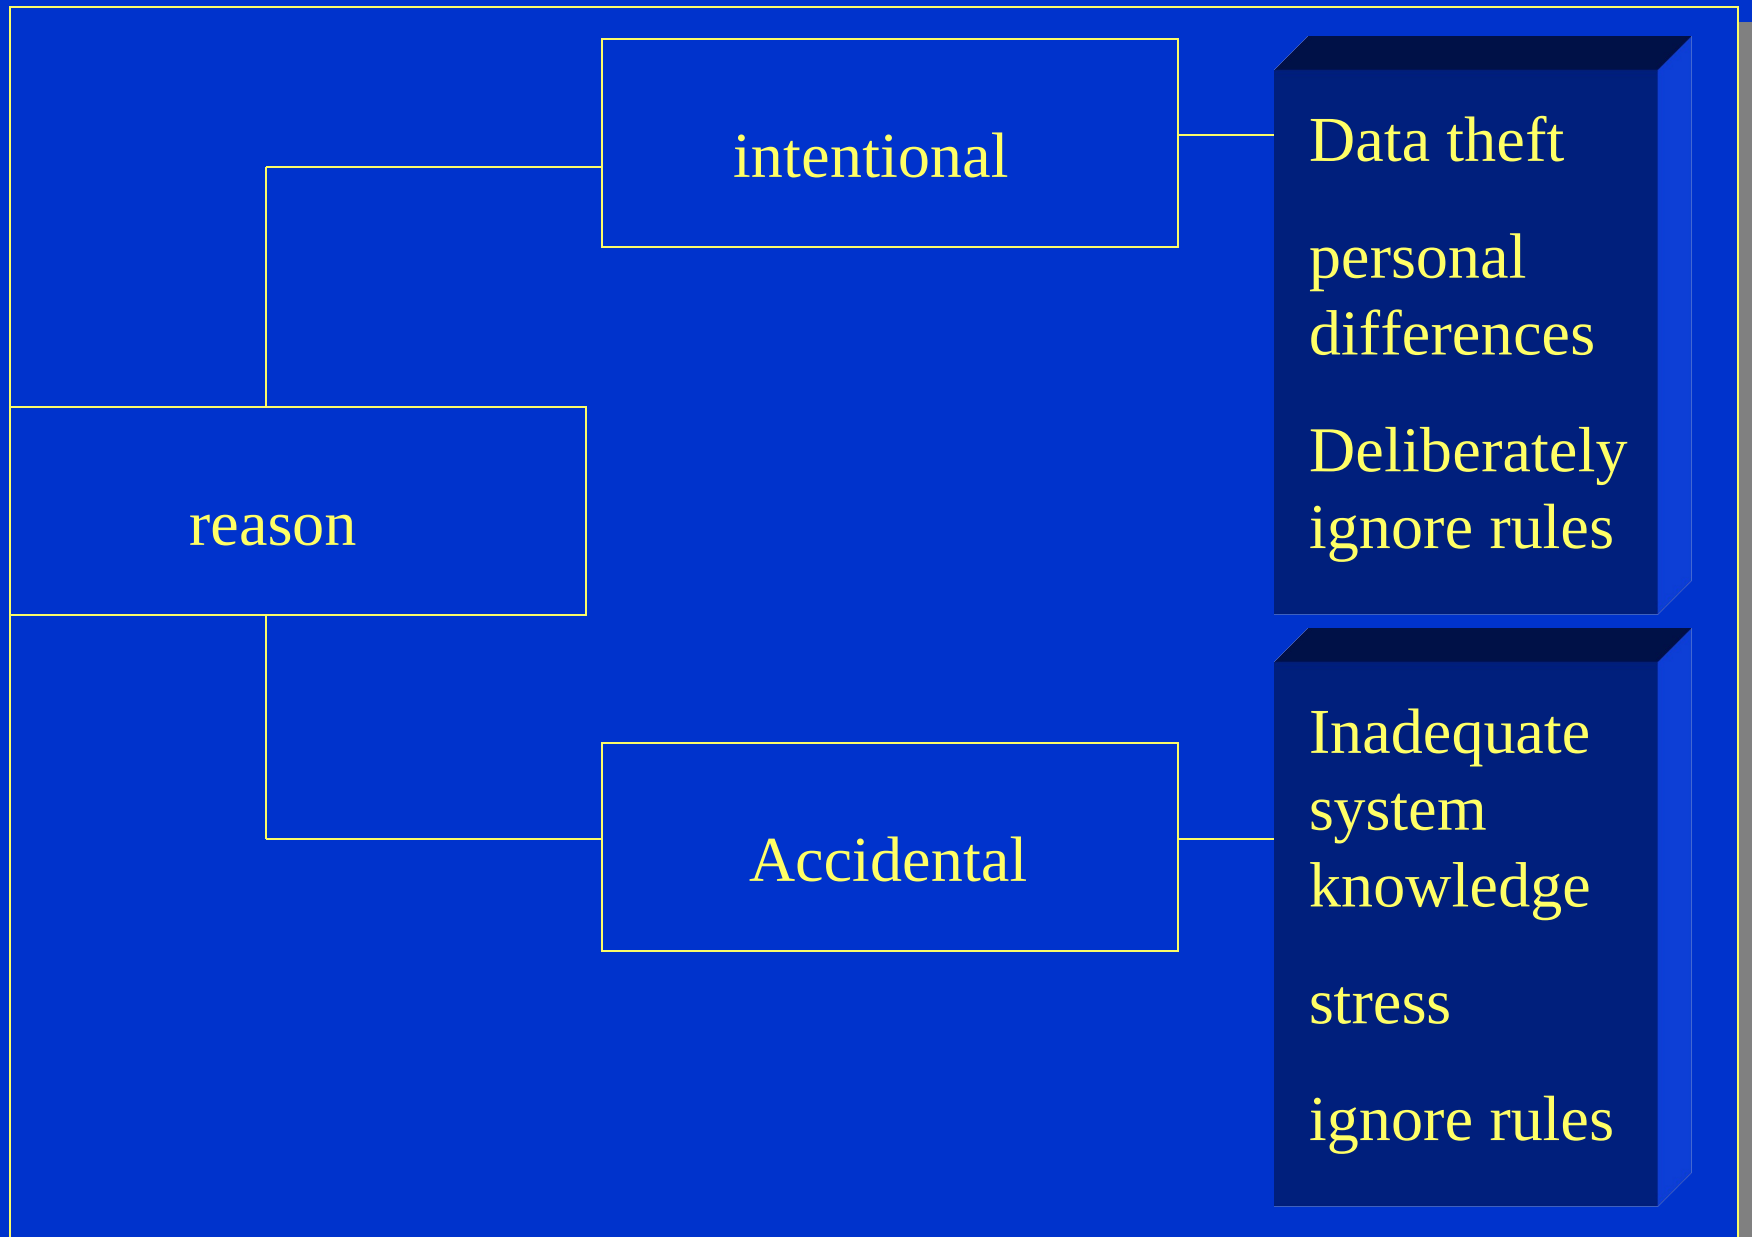 intentional
Data theft
personal
differences
Deliberately
ignore rules
reason
Accidental
Inadequate
system
knowledge
stress
ignore rules